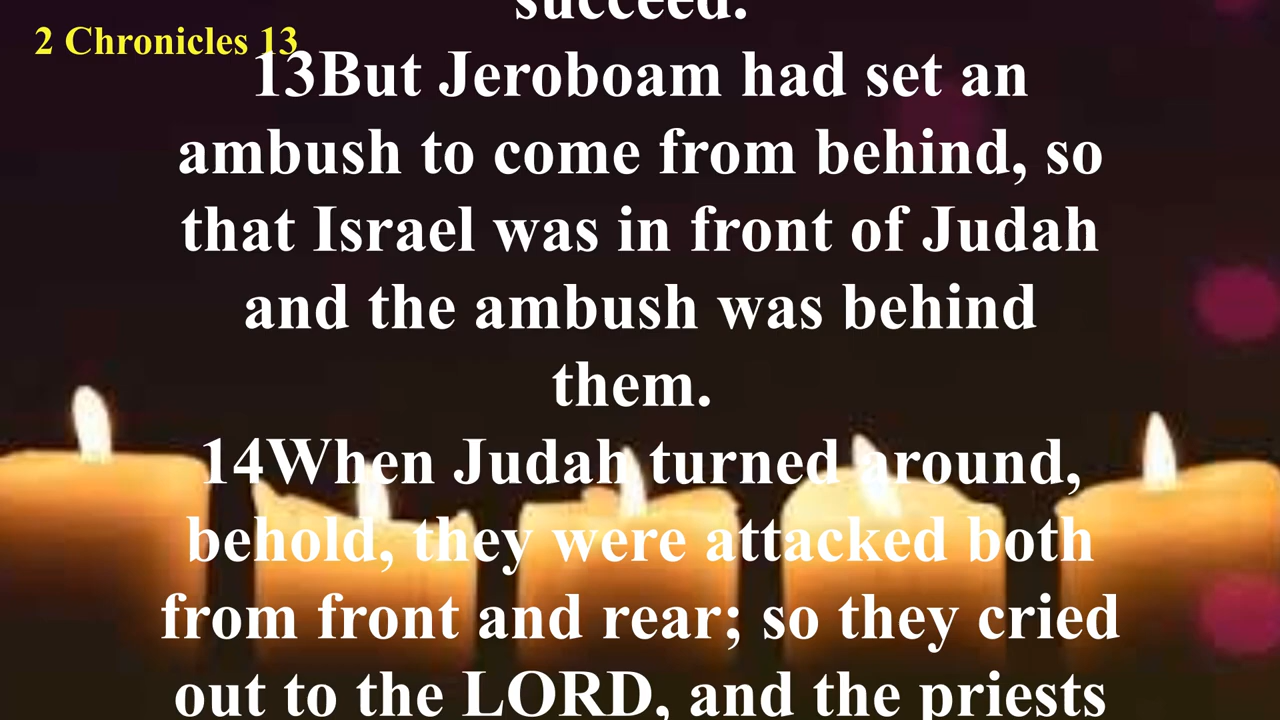 succeed.
2 Chronicles 13
13But Jeroboam had set an
ambush to come from behind, so
that Israel was in front of Judah
and the ambush was behind
them.
14When Judah turned around,
behold, they were attacked both
from front and rear; so they cried
out to the LORD, and the priests